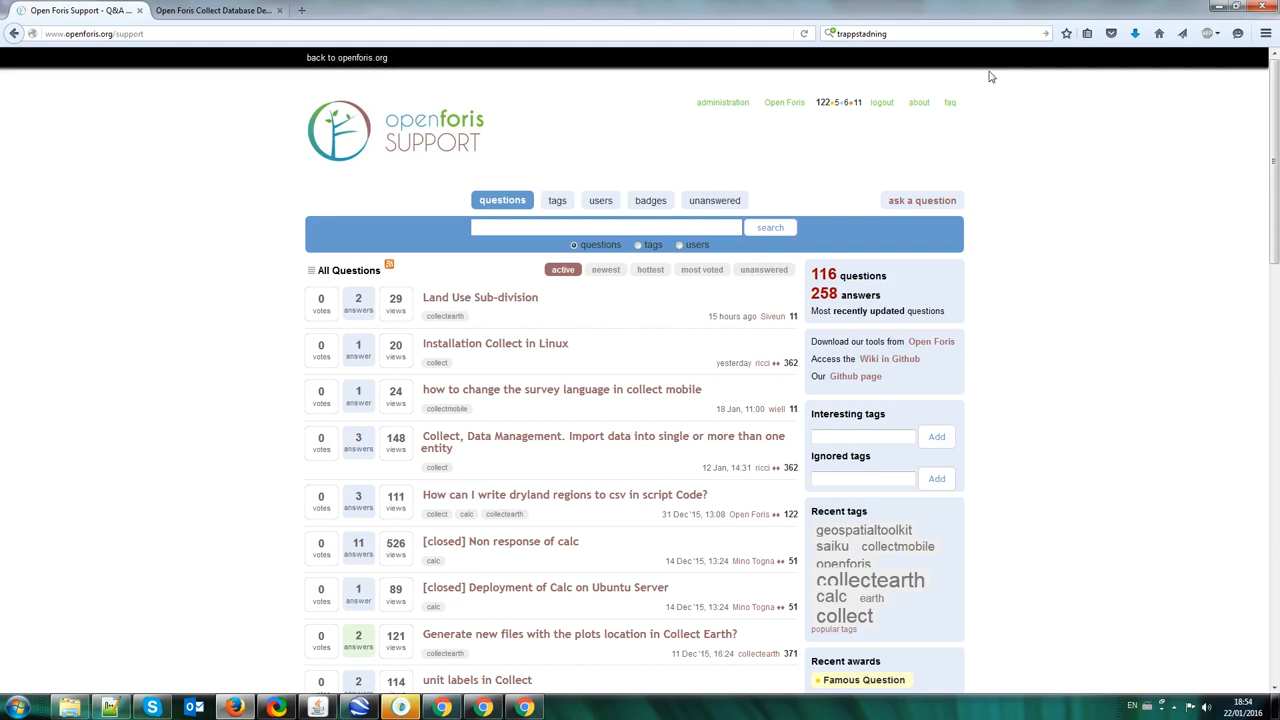 Open Foris Support - Q&A ...
Open Foris Collect Database De...
www.openforis.org/support
trappstadning
back to openforis.org
administration Open Foris 122 5 6 11 logout about faq
openforis
SUPPORT
questions tags users badges unanswered ask a question
search
questions tags users
All Questions active newest hottest most voted unanswered
0 votes 2 answers 29 views Land Use Sub-division
collectearth 15 hours ago Siveun 11
0 votes 1 answer 20 views Installation Collect in Linux
collect yesterday ricci ♦♦ 362
0 votes 1 answer 24 views how to change the survey language in collect mobile
collectmobile 18 Jan, 11:00 wiell 11
0 votes 3 answers 148 views Collect, Data Management. Import data into single or more than one
entity
collect 12 Jan, 14:31 ricci ♦♦ 362
0 votes 3 answers 111 views How can I write dryland regions to csv in script Code?
collect calc collectearth 31 Dec '15, 13:08 Open Foris ♦♦ 122
0 votes 11 answers 526 views [closed] Non response of calc
calc 14 Dec '15, 13:24 Mino Togna ♦♦ 51
0 votes 1 answer 89 views [closed] Deployment of Calc on Ubuntu Server
calc 14 Dec '15, 13:24 Mino Togna ♦♦ 51
0 votes 2 answers 121 views Generate new files with the plots location in Collect Earth?
collectearth 11 Dec '15, 16:24 collectearth ♦♦ 371
0 votes 2 answers 114 views unit labels in Collect
116 questions
258 answers
Most recently updated questions
Download our tools from Open Foris
Access the Wiki in Github
Our Github page
Interesting tags
Add
Ignored tags
Add
Recent tags
geospatialtoolkit
saiku collectmobile
openforis
collectearth
calc earth
collect
popular tags
Recent awards
Famous Question
EN
18:54
22/01/2016